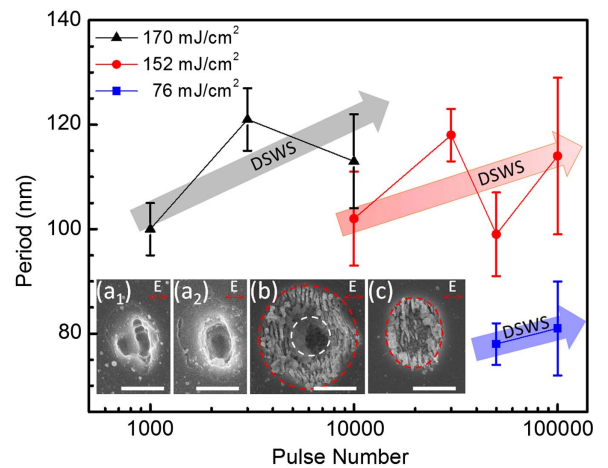 140
120
100
80
Period (nm)
170 mJ/cm²
152 mJ/cm²
76 mJ/cm²
DSWS
DSWS
DSWS
(a₁)
E
(a₂)
E
(b)
E
(c)
E
1000
10000
100000
Pulse Number